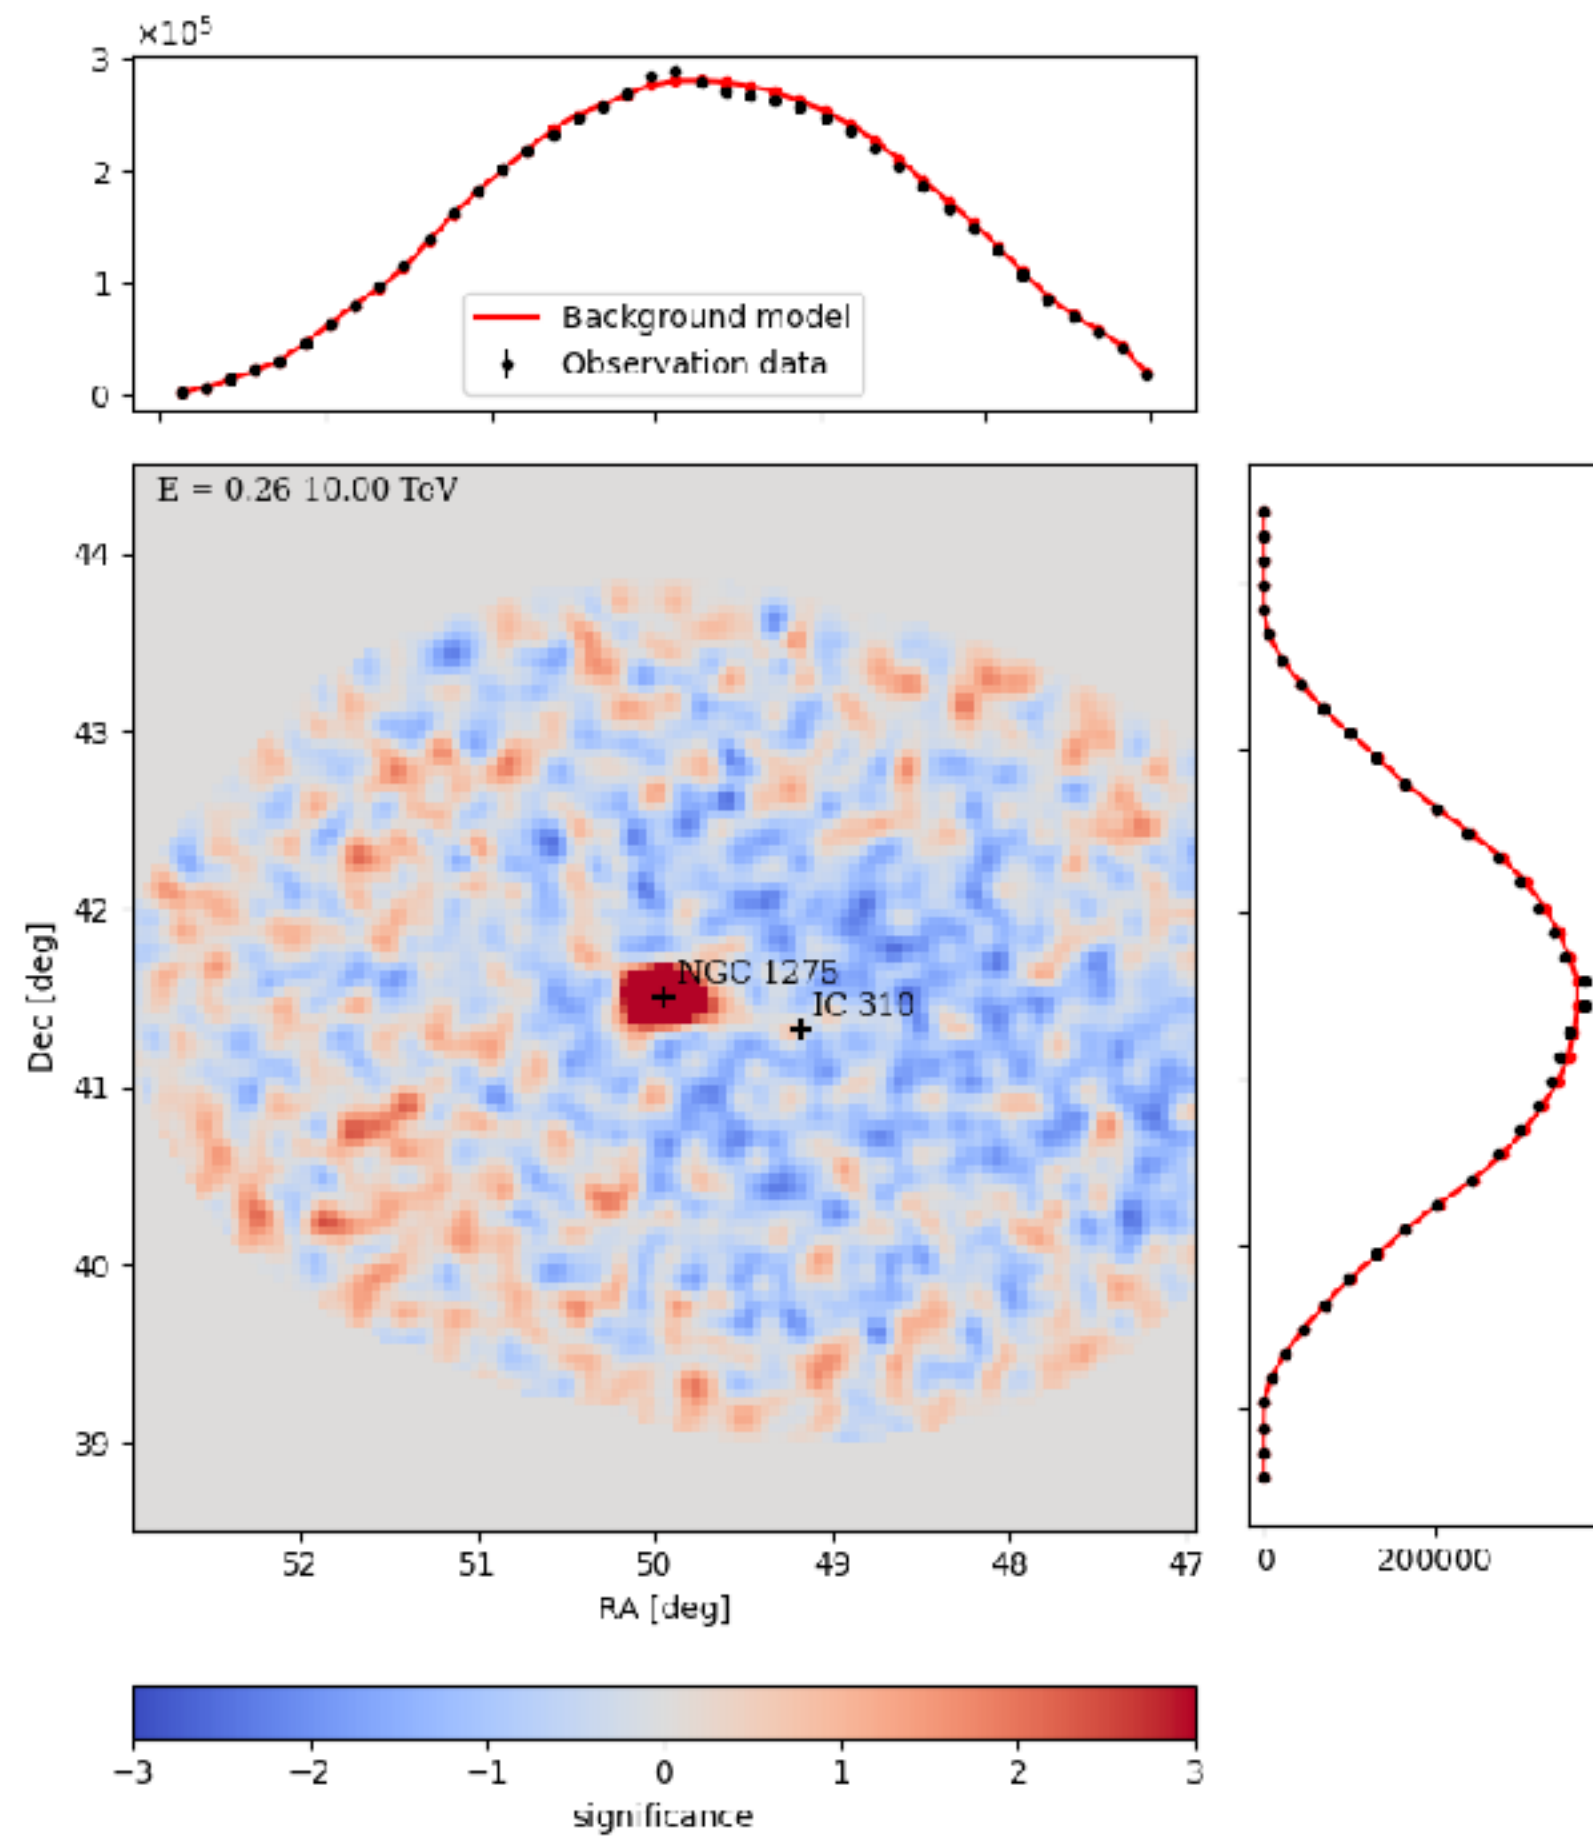 ×10⁵
3
2
1
0
Background model
Observation data
E = 0.26 10.00 TeV
44
43
42
41
40
39
Dec [deg]
NGC 1275
IC 310
52 51 50 49 48 47
RA [deg]
0 200000
−3 −2 −1 0 1 2 3
significance